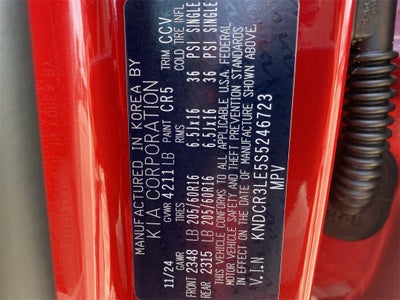 MANUFACTURED IN KOREA BY
KIA CORPORATION
11/24 GVWR 4211 LB PAINT CR5 TRIM CCV
GAWR TIRES RIMS COLD TIRE INFL
FRONT 2348 LB 205/60R16 6.5JX16 36 PSI SINGLE
REAR 2315 LB 205/60R16 6.5JX16 36 PSI SINGLE
THIS VEHICLE CONFORMS TO ALL APPLICABLE U.S.A FEDERAL
MOTOR VEHICLE SAFETY AND THEFT PREVENTION STANDARDS
IN EFFECT ON THE DATE OF MANUFACTURE SHOWN ABOVE.
V.I.N KNDCR3LE5S5246723
MPV